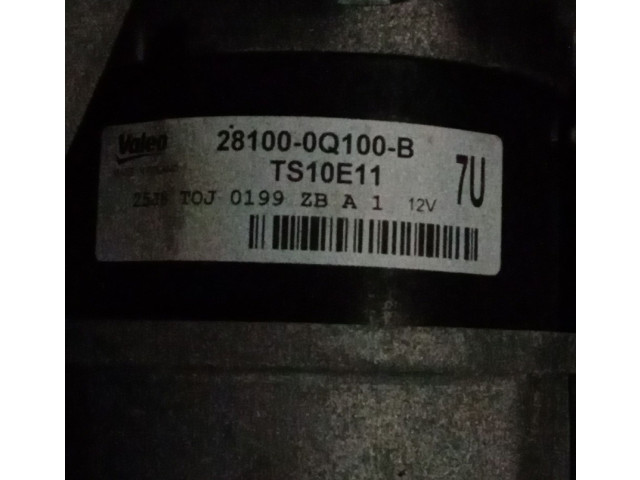 Valeo
28100-0Q100-B
TS10E11
7U
TOJ 0199 ZB A 1 12V